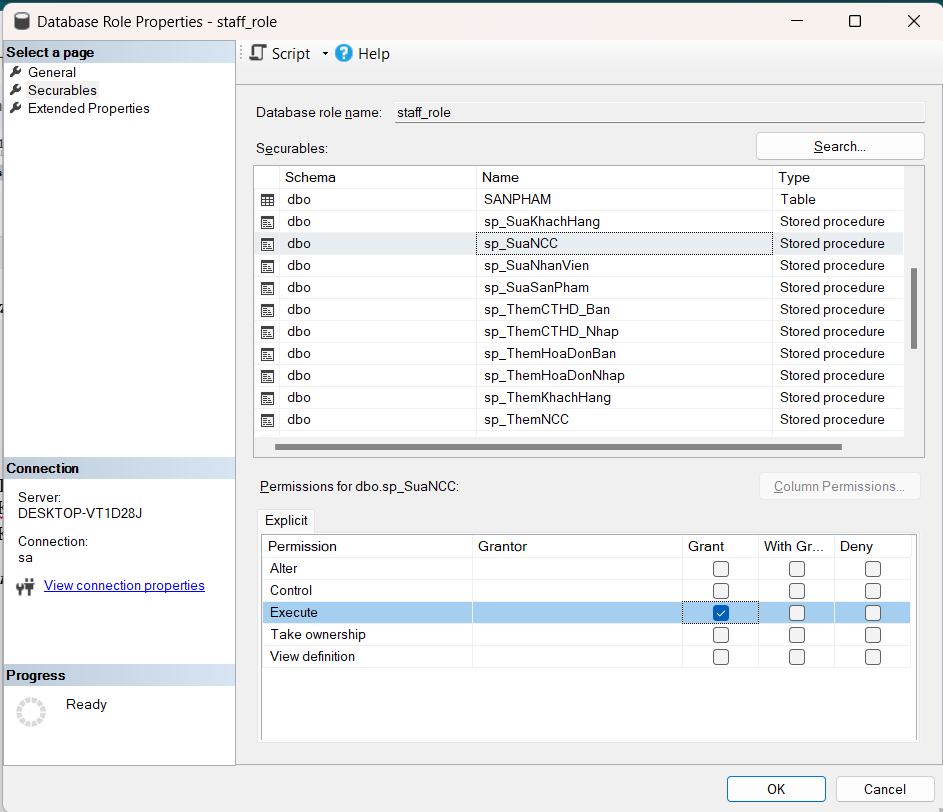 Database Role Properties - staff_role
Select a page
General
Securables
Extended Properties
Script
Help
Database role name: staff_role
Securables:
Search...
Schema Name Type
dbo SANPHAM Table
dbo sp_SuaKhachHang Stored procedure
dbo sp_SuaNCC Stored procedure
dbo sp_SuaNhanVien Stored procedure
dbo sp_SuaSanPham Stored procedure
dbo sp_ThemCTHD_Ban Stored procedure
dbo sp_ThemCTHD_Nhap Stored procedure
dbo sp_ThemHoaDonBan Stored procedure
dbo sp_ThemHoaDonNhap Stored procedure
dbo sp_ThemKhachHang Stored procedure
dbo sp_ThemNCC Stored procedure
Connection
Server:
DESKTOP-VT1D28J
Connection:
sa
View connection properties
Progress
Ready
Permissions for dbo.sp_SuaNCC:
Column Permissions...
Explicit
Permission Grantor Grant With Gr... Deny
Alter
Control
Execute
Take ownership
View definition
OK
Cancel